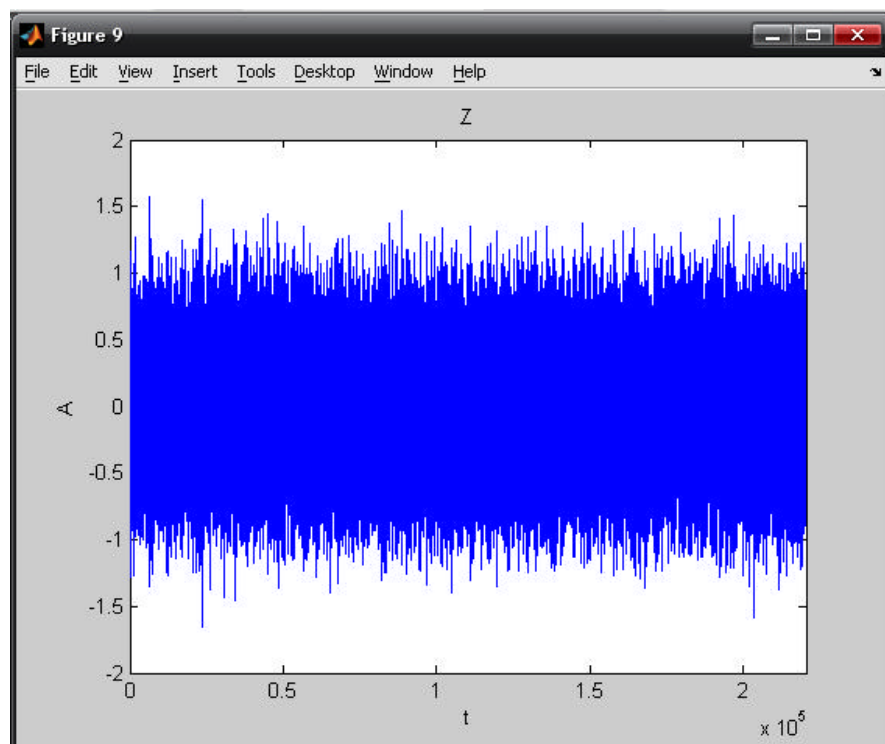 Figure 9
File Edit View Insert Tools Desktop Window Help
Z
2
1.5
1
0.5
0
-0.5
-1
-1.5
-2
A
0 0.5 1 1.5 2
t
x 10^5